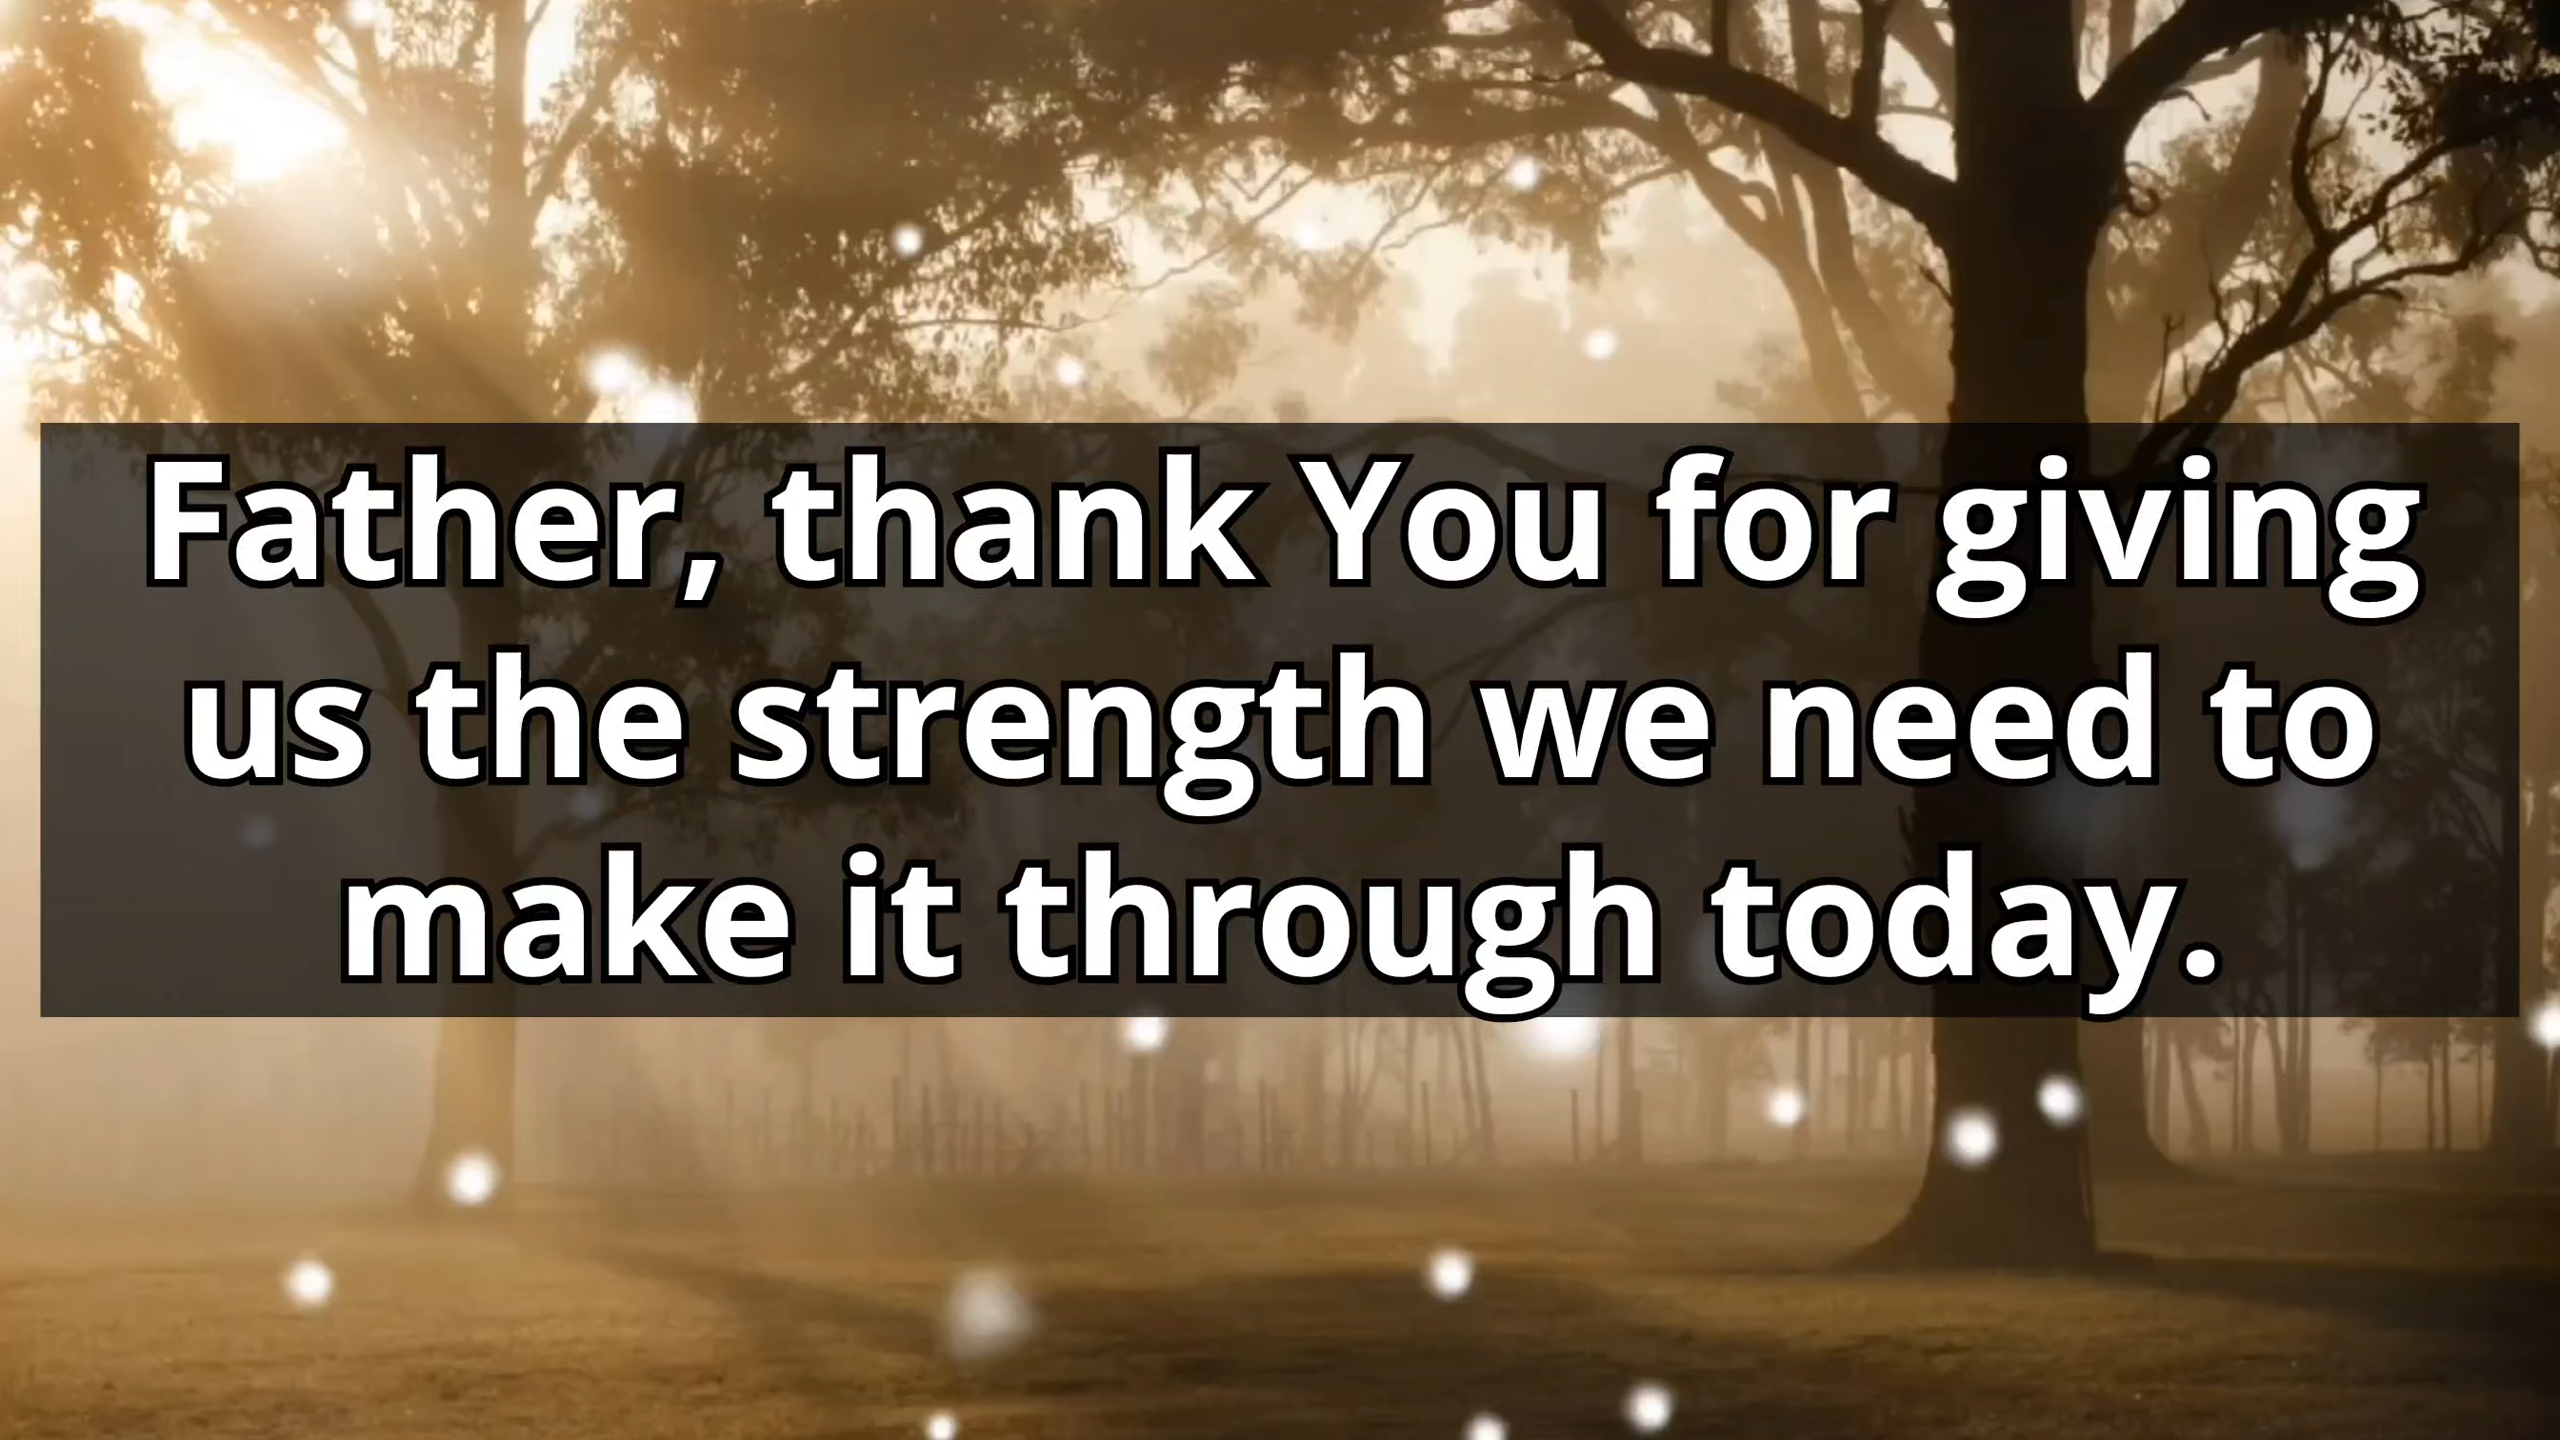 Father, thank You for giving
us the strength we need to
make it through today.